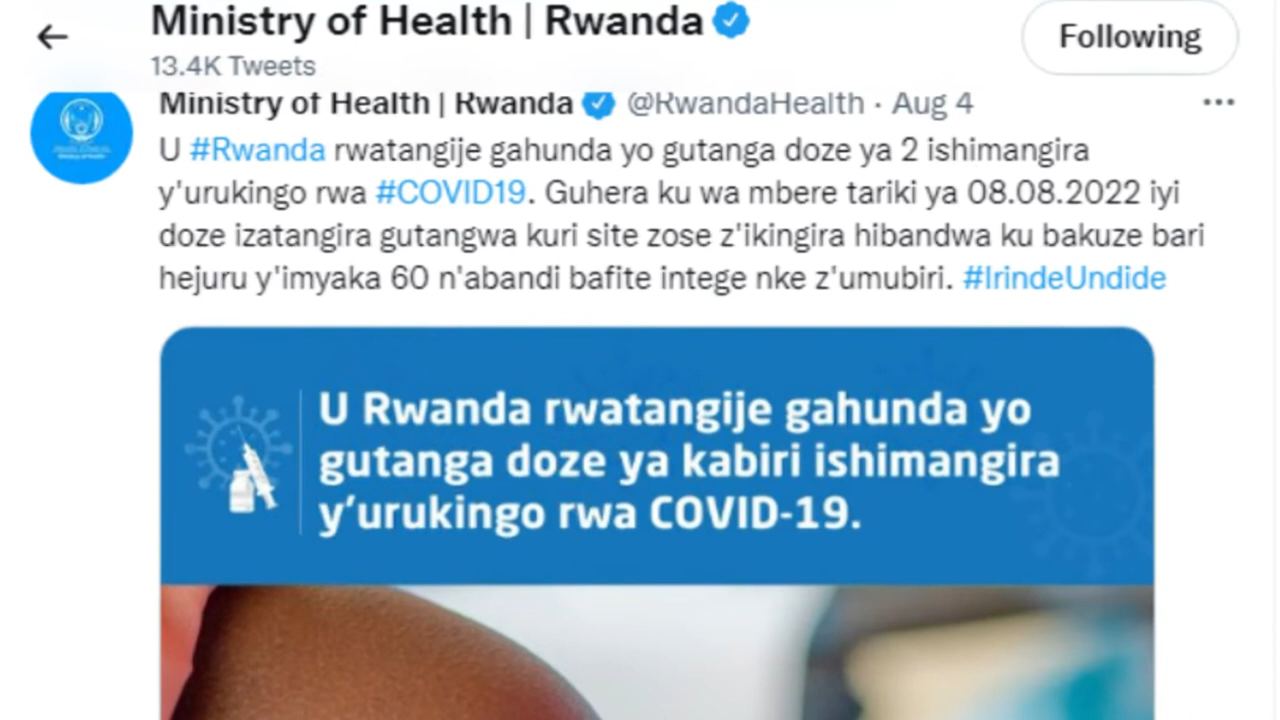 Ministry of Health | Rwanda
Following
13.4K Tweets
Ministry of Health | Rwanda @RwandaHealth · Aug 4
U #Rwanda rwatangije gahunda yo gutanga doze ya 2 ishimangira
y'urukingo rwa #COVID19. Guhera ku wa mbere tariki ya 08.08.2022 iyi
doze izatangira gutangwa kuri site zose z'ikingira hibandwa ku bakuze bari
hejuru y'imyaka 60 n'abandi bafite intege nke z'umubiri. #IrindeUndide
U Rwanda rwatangije gahunda yo
gutanga doze ya kabiri ishimangira
y’urukingo rwa COVID-19.